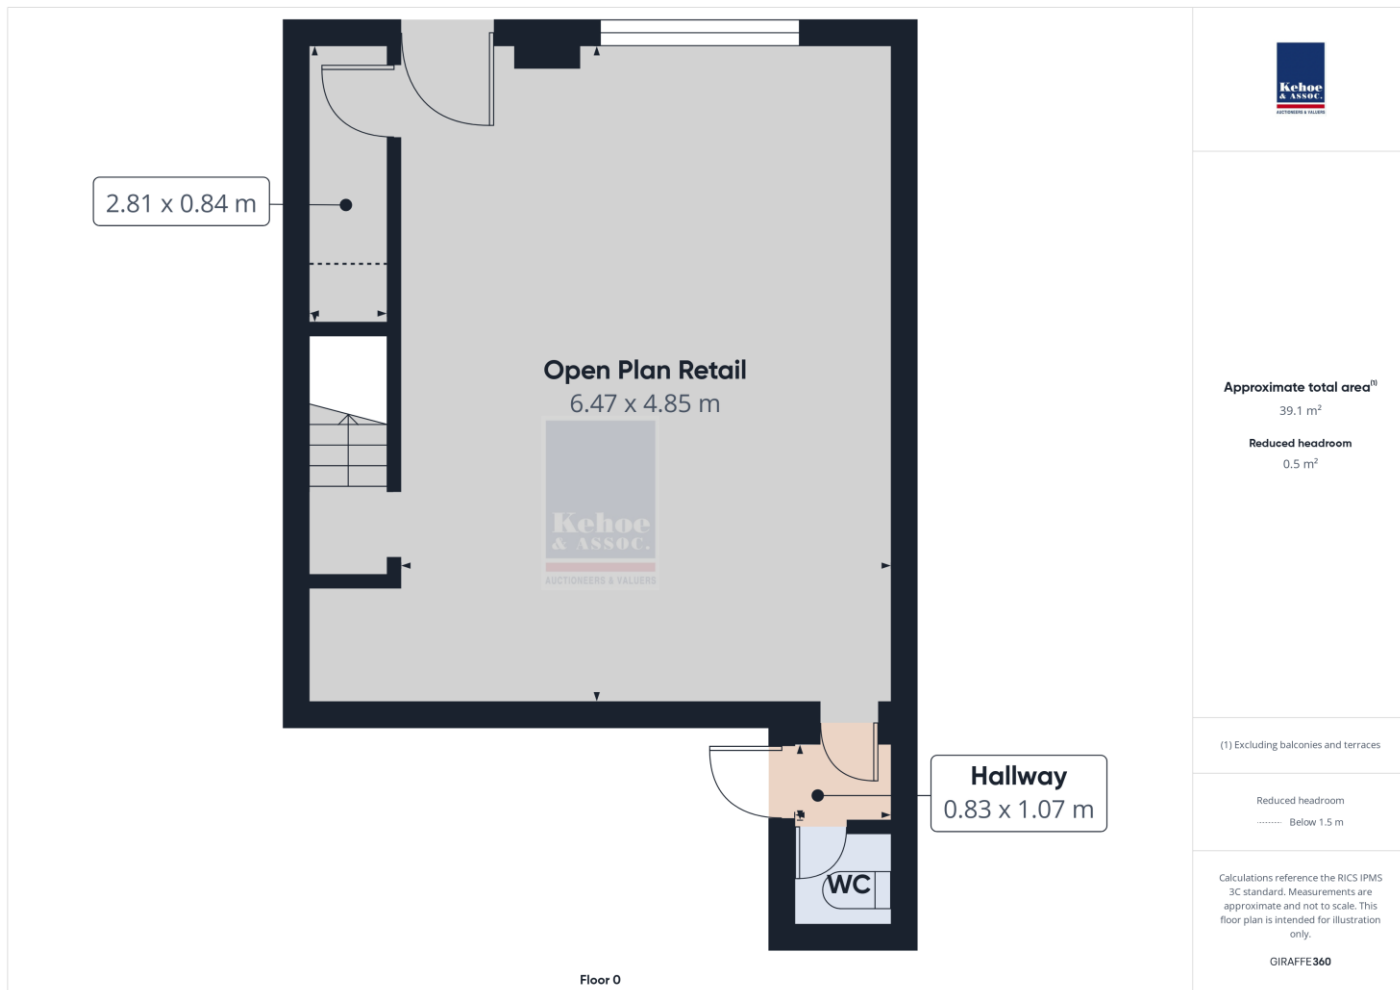 2.81 x 0.84 m
Open Plan Retail
6.47 x 4.85 m
Kehoe
& ASSOC.
AUCTIONEERS & VALUERS
Hallway
0.83 x 1.07 m
WC
Floor 0
Kehoe
& ASSOC.
AUCTIONEERS & VALUERS
Approximate total area(1)
39.1 m²
Reduced headroom
0.5 m²
(1) Excluding balconies and terraces
Reduced headroom
Below 1.5 m
Calculations reference the RICS IPMS
3C standard. Measurements are
approximate and not to scale. This
floor plan is intended for illustration
only.
GIRAFFE360